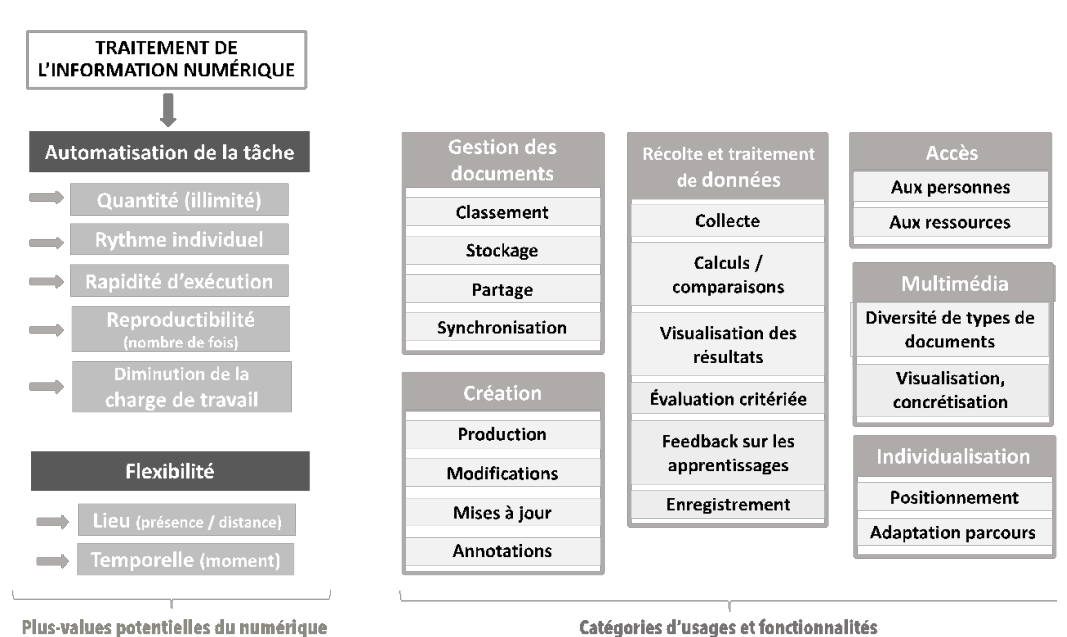 TRAITEMENT DE
L'INFORMATION NUMÉRIQUE
Automatisation de la tâche
Quantité (illimité)
Rythme individuel
Rapidité d'exécution
Reproductibilité
(nombre de fois)
Diminution de la
charge de travail
Flexibilité
Lieu (présence / distance)
Temporelle (moment)
Plus-values potentielles du numérique
Gestion des
documents
Classement
Stockage
Partage
Synchronisation
Création
Production
Modifications
Mises à jour
Annotations
Récolte et traitement
de données
Collecte
Calculs /
comparaisons
Visualisation des
résultats
Évaluation critériée
Feedback sur les
apprentissages
Enregistrement
Accès
Aux personnes
Aux ressources
Multimédia
Diversité de types de
documents
Visualisation,
concrétisation
Individualisation
Positionnement
Adaptation parcours
Catégories d'usages et fonctionnalités